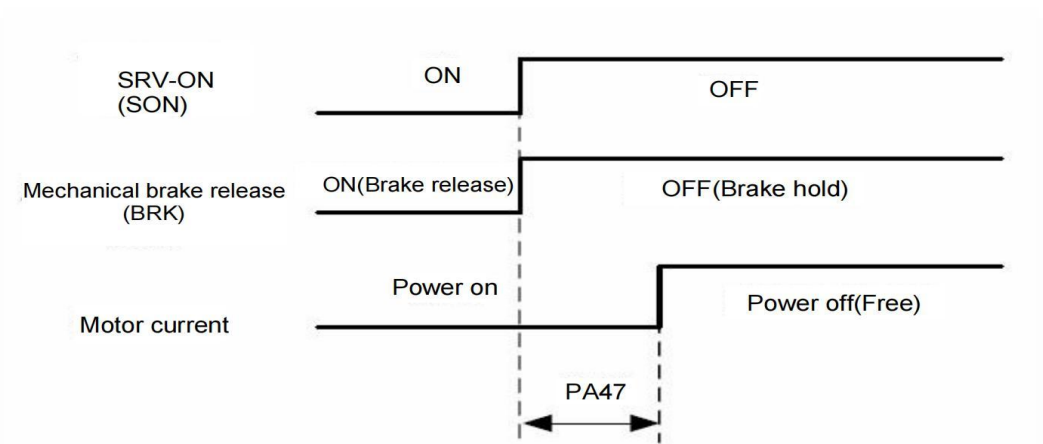 SRV-ON
(SON)
ON
OFF
Mechanical brake release
(BRK)
ON(Brake release)
OFF(Brake hold)
Motor current
Power on
Power off(Free)
PA47